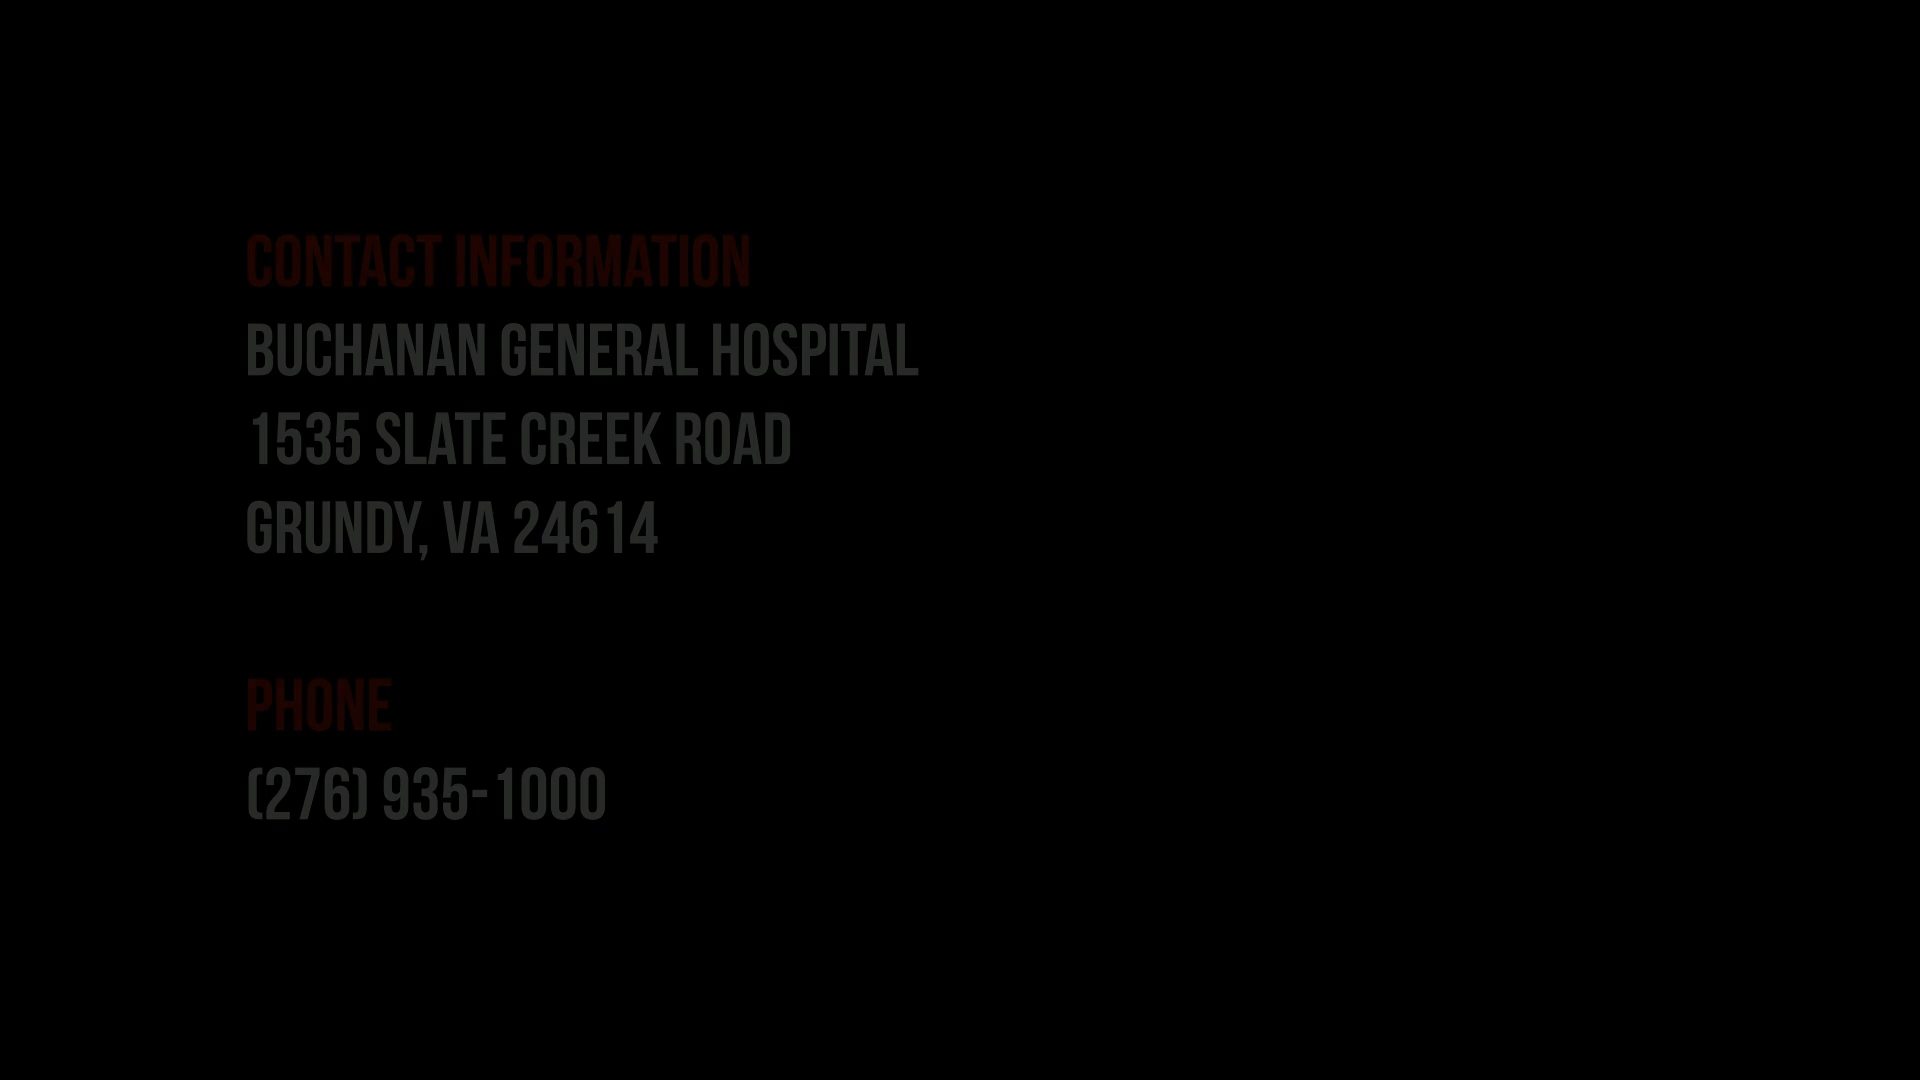 CONTACT INFORMATION
BUCHANAN GENERAL HOSPITAL
1535 SLATE CREEK ROAD
GRUNDY, VA 24614
PHONE
(276) 935-1000